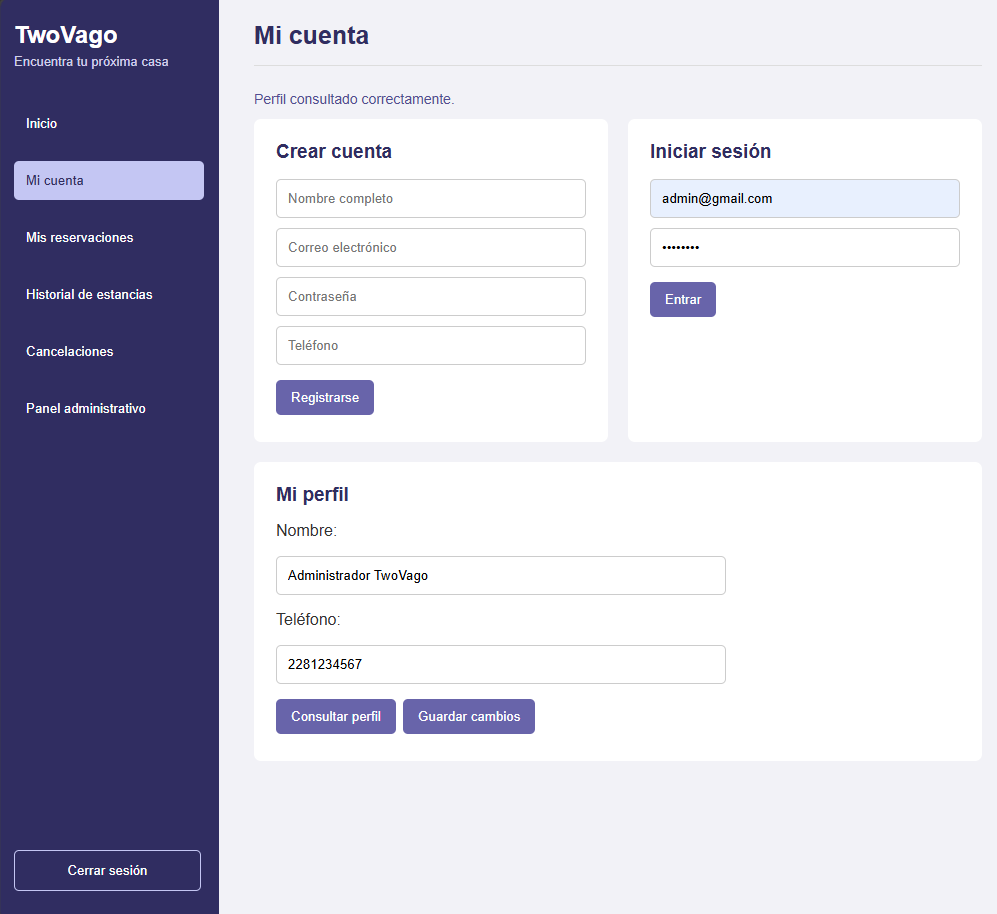 TwoVago
Encuentra tu próxima casa
Inicio
Mi cuenta
Mis reservaciones
Historial de estancias
Cancelaciones
Panel administrativo
Cerrar sesión
Mi cuenta
Perfil consultado correctamente.
Crear cuenta
Nombre completo
Correo electrónico
Contraseña
Teléfono
Registrarse
Iniciar sesión
admin@gmail.com
••••••••
Entrar
Mi perfil
Nombre:
Administrador TwoVago
Teléfono:
2281234567
Consultar perfil
Guardar cambios